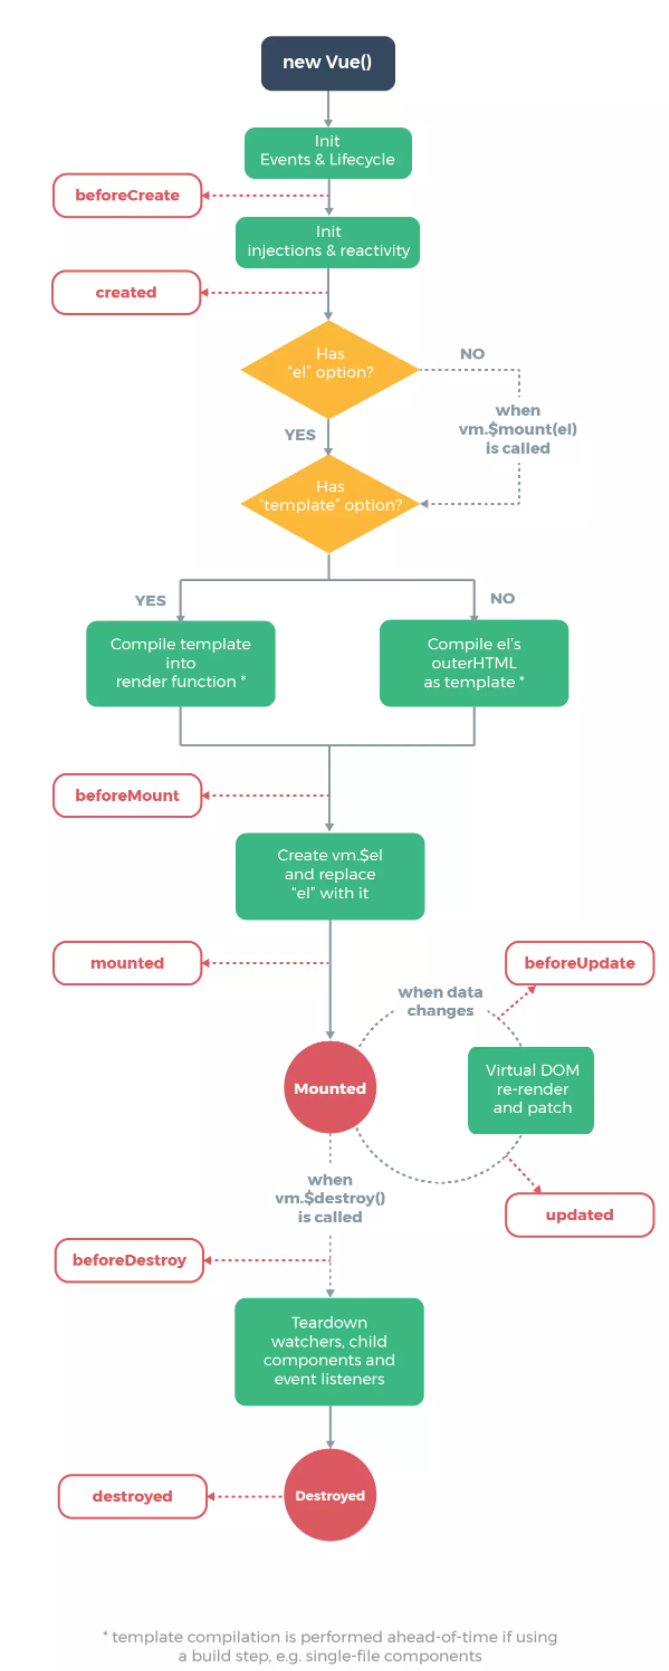 new Vue()
Init
Events & Lifecycle
beforeCreate
Init
injections & reactivity
created
Has
“el” option?
NO
when
vm.$mount(el)
is called
YES
Has
“template” option?
YES
NO
Compile template
into
render function *
Compile el’s
outerHTML
as template *
beforeMount
Create vm.$el
and replace
“el” with it
mounted
beforeUpdate
when data
changes
Mounted
Virtual DOM
re-render
and patch
when
vm.$destroy()
is called
updated
beforeDestroy
Teardown
watchers, child
components and
event listeners
destroyed
Destroyed
* template compilation is performed ahead-of-time if using
a build step, e.g. single-file components